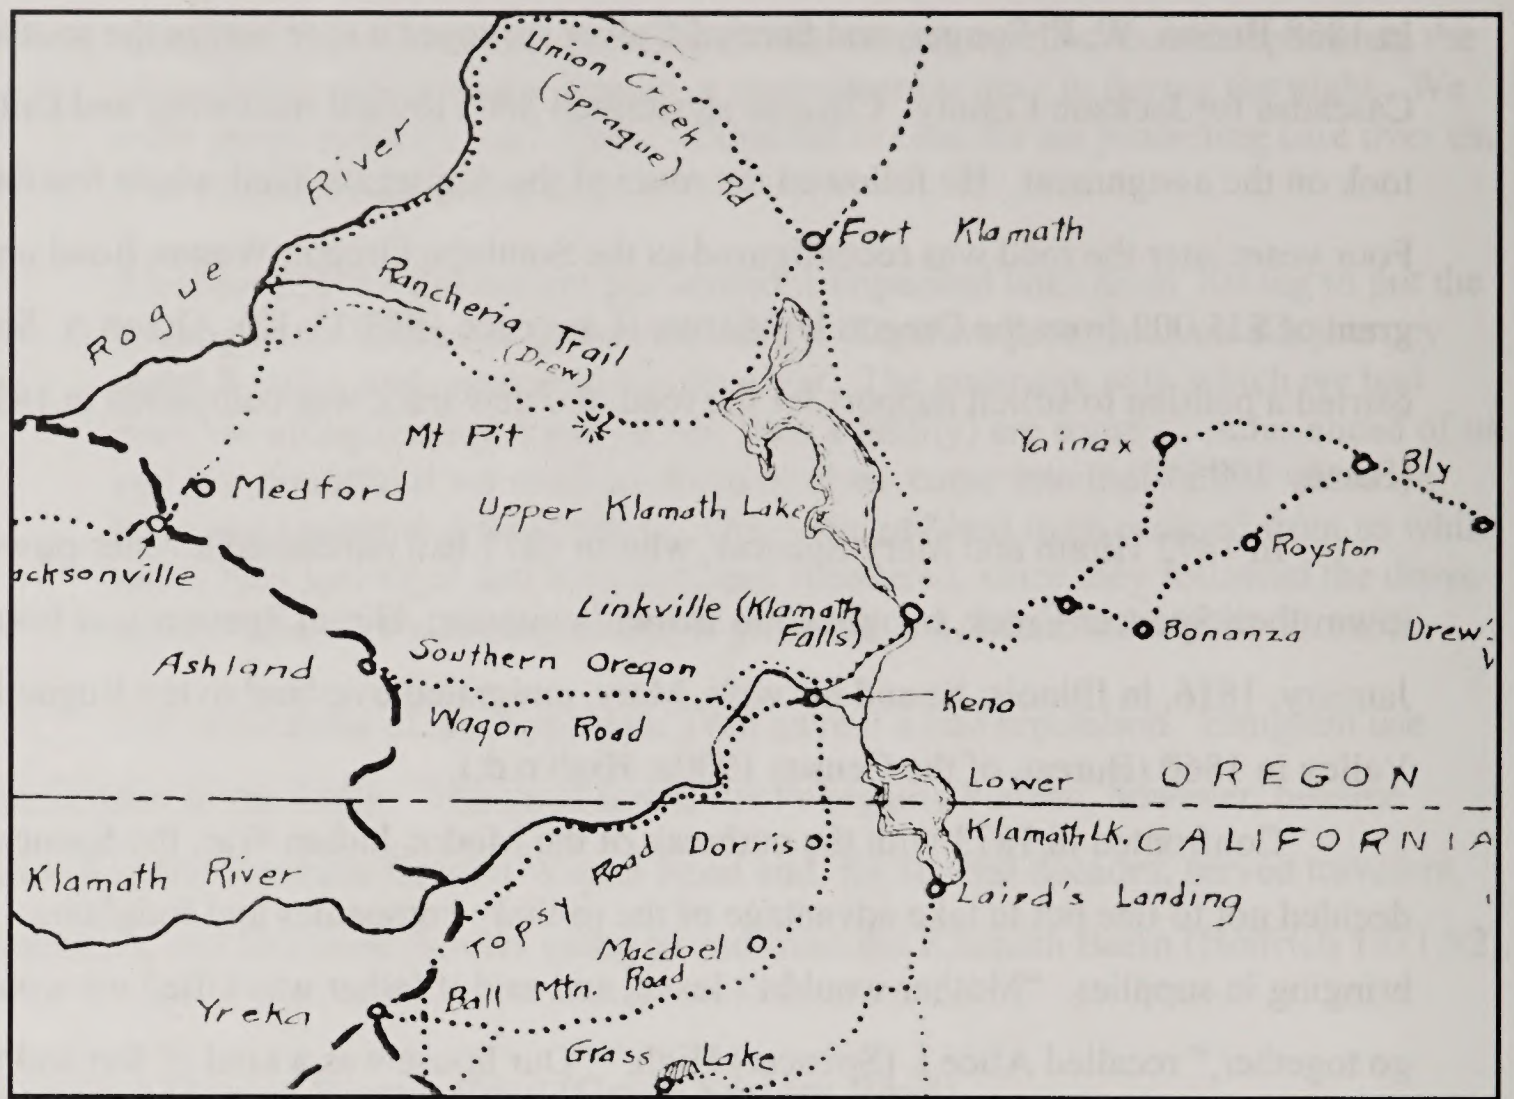 Union Creek
(Sprague) Rd
Rogue River
Fort Klamath
Rancheria Trail
(Drew)
Mt Pit
Yainax
Bly
Medford
Upper Klamath Lake
Royston
acksonville
Linkville (Klamath
Falls)
Bonanza
Drew's
Ashland
Southern Oregon
Wagon Road
Keno
Lower
OREGON
Klamath Lk.
CALIFORNIA
Dorris
Klamath River
Topsy Road
Laird's Landing
Macdoel
Ball Mtn. Road
Yreka
Grass Lake